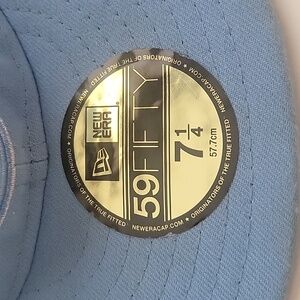 ORIGINATORS OF THE TRUE FITTED
NEWERACAP.COM
ORIGINATORS OF THE TRUE FITTED
NEWERACAP.COM
NEW
ERA
59FIFTY
7 1/4
57.7cm